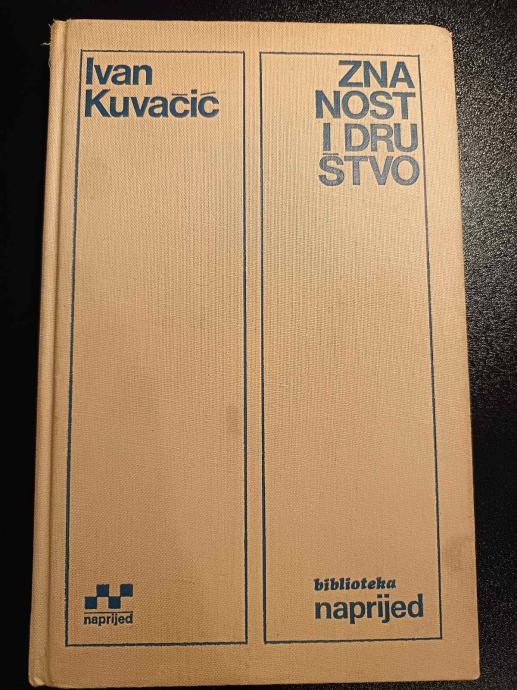 Ivan
Kuvačić
ZNA
NOST
I DRU
ŠTVO
naprijed
biblioteka
naprijed